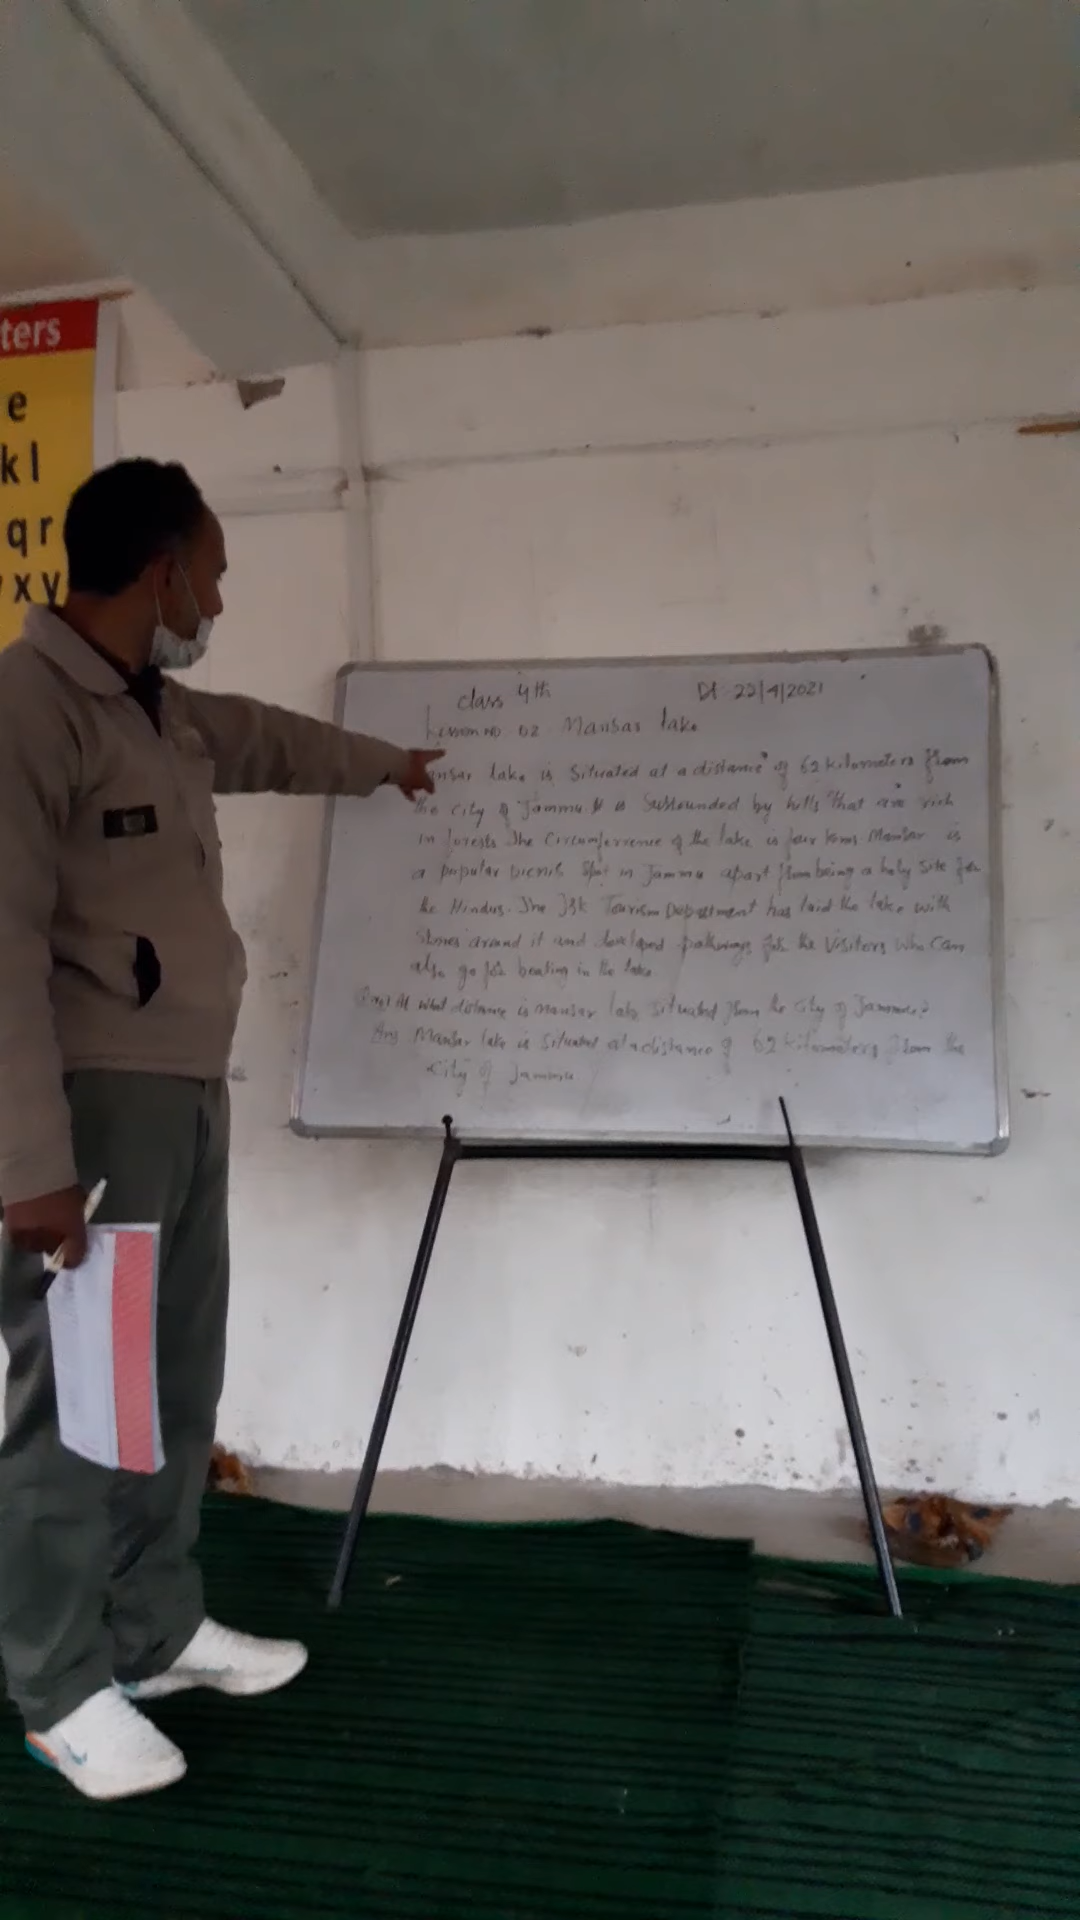 ters
e
k l
q r
x y
class 4th Dt 22/4/2021
Lesson No 02 Mansar lake
ansar lake is Situated at a distance of 62 kilometers from
the city of Jammu. It is Surrounded by hills that are rich
in forests The Circumferrence of the lake is four kms. Mansar is
a popular picnic Spot in Jammu apart from being a holy Site for
the Hindus. The J&k Tourism Department has laid the lake with
Stones around it and developed pathways for the Visitors who can
also go for boating in the lake
At what distance is mansar lake situated from the city of Jammu?
Ans Mansar lake is Situated at a distance of 62 kilometers from the
City of Jammu